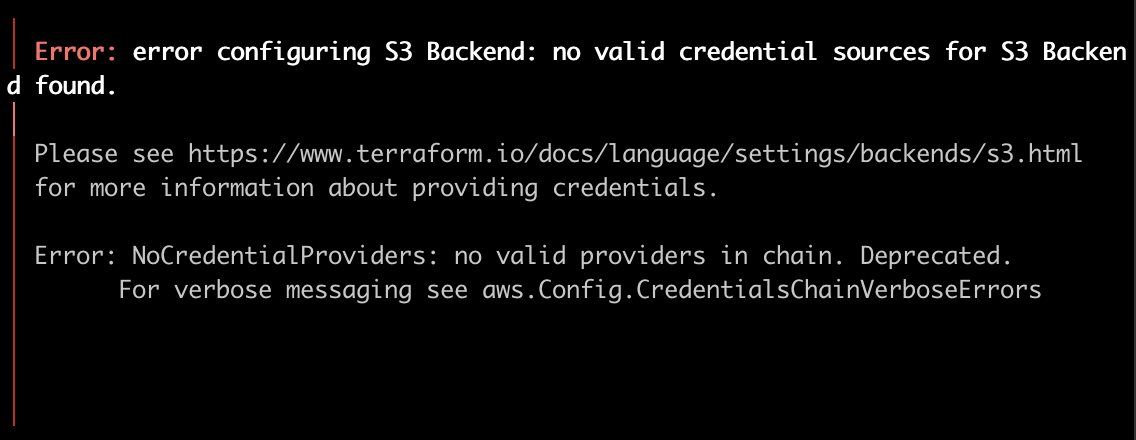 Error: error configuring S3 Backend: no valid credential sources for S3 Backen
d found.
Please see https://www.terraform.io/docs/language/settings/backends/s3.html
for more information about providing credentials.
Error: NoCredentialProviders: no valid providers in chain. Deprecated.
For verbose messaging see aws.Config.CredentialsChainVerboseErrors